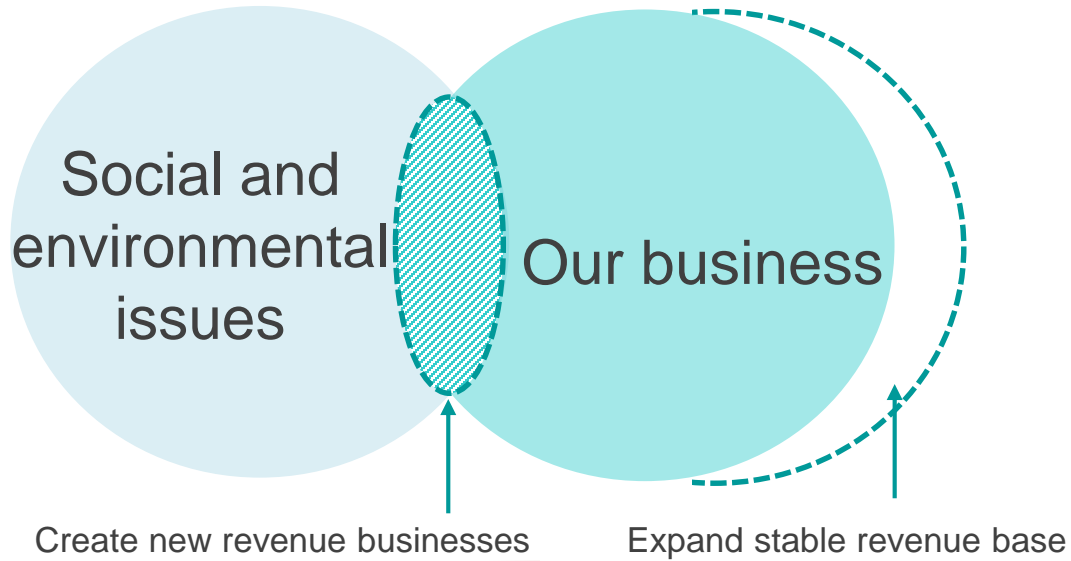 Social and
environmental
issues
Our business
Create new revenue businesses
Expand stable revenue base